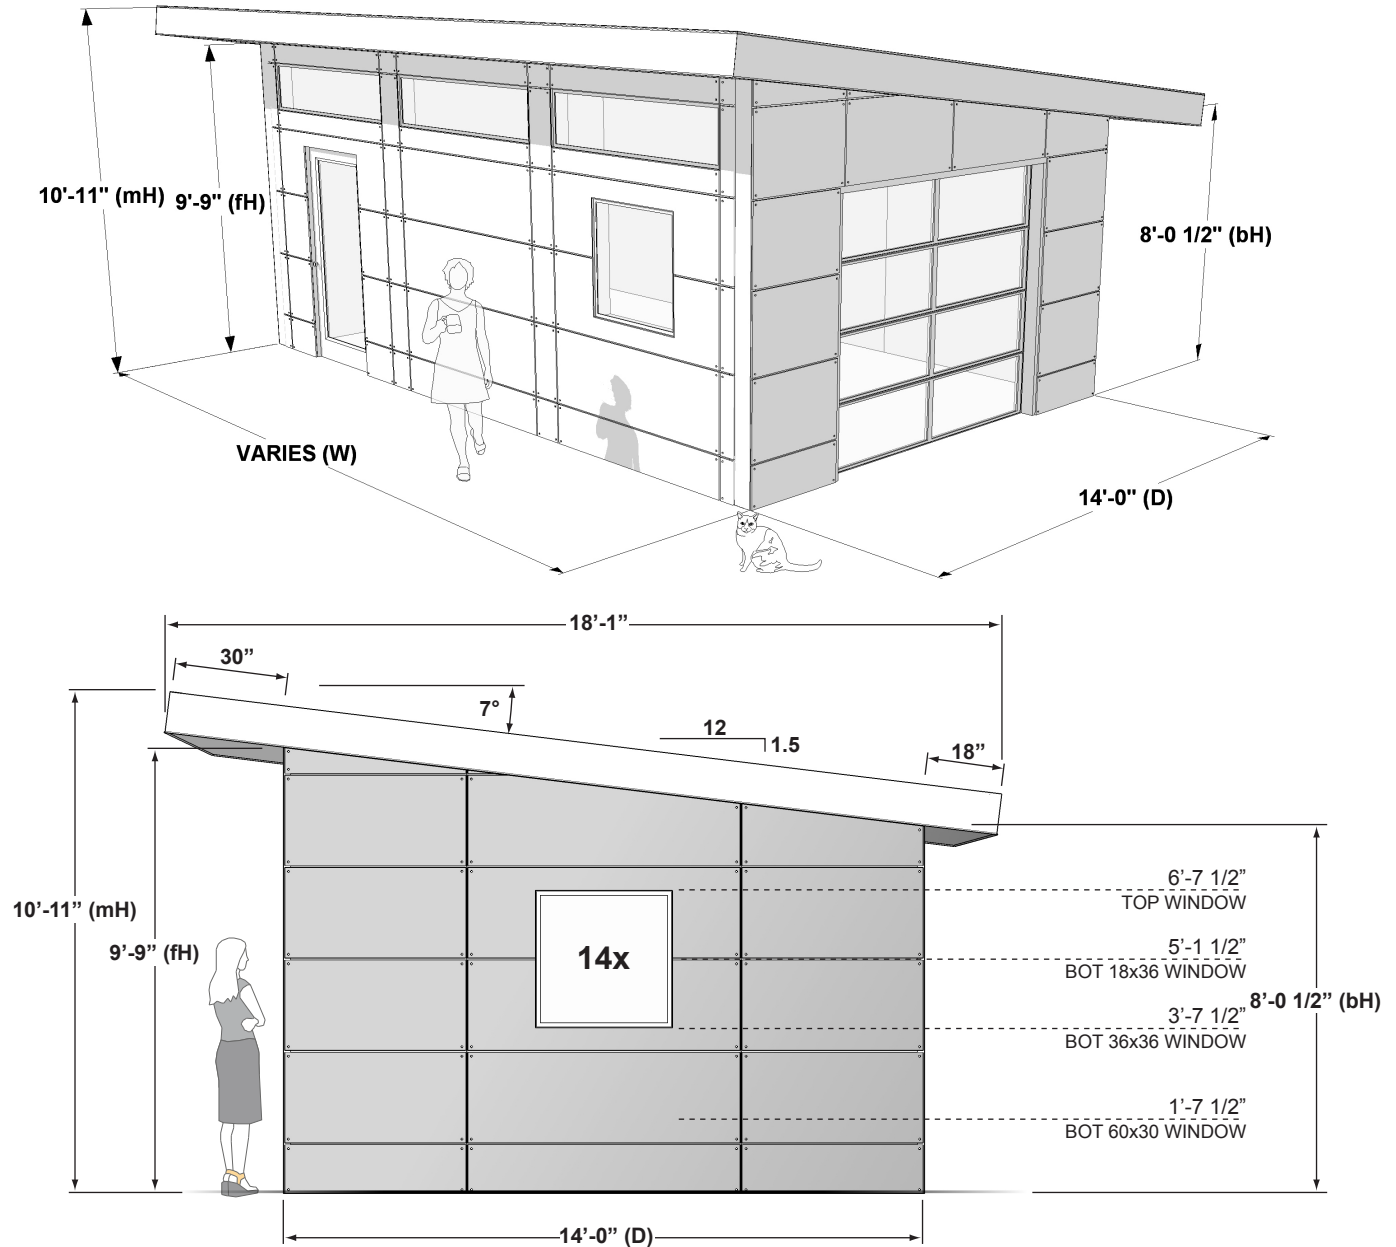 10'-11" (mH)
9'-9" (fH)
8'-0 1/2" (bH)
VARIES (W)
14'-0" (D)
18’-1”
30”
7°
12
1.5
18”
6’-7 1/2”
TOP WINDOW
10’-11” (mH)
9’-9” (fH)
14x
5’-1 1/2”
BOT 18x36 WINDOW
8’-0 1/2” (bH)
3’-7 1/2”
BOT 36x36 WINDOW
1’-7 1/2”
BOT 60x30 WINDOW
14’-0” (D)